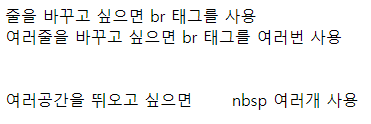 줄을 바꾸고 싶으면 br 태그를 사용
여러줄을 바꾸고 싶으면 br 태그를 여러번 사용
여러공간을 뛰오고 싶으면 nbsp 여러개 사용